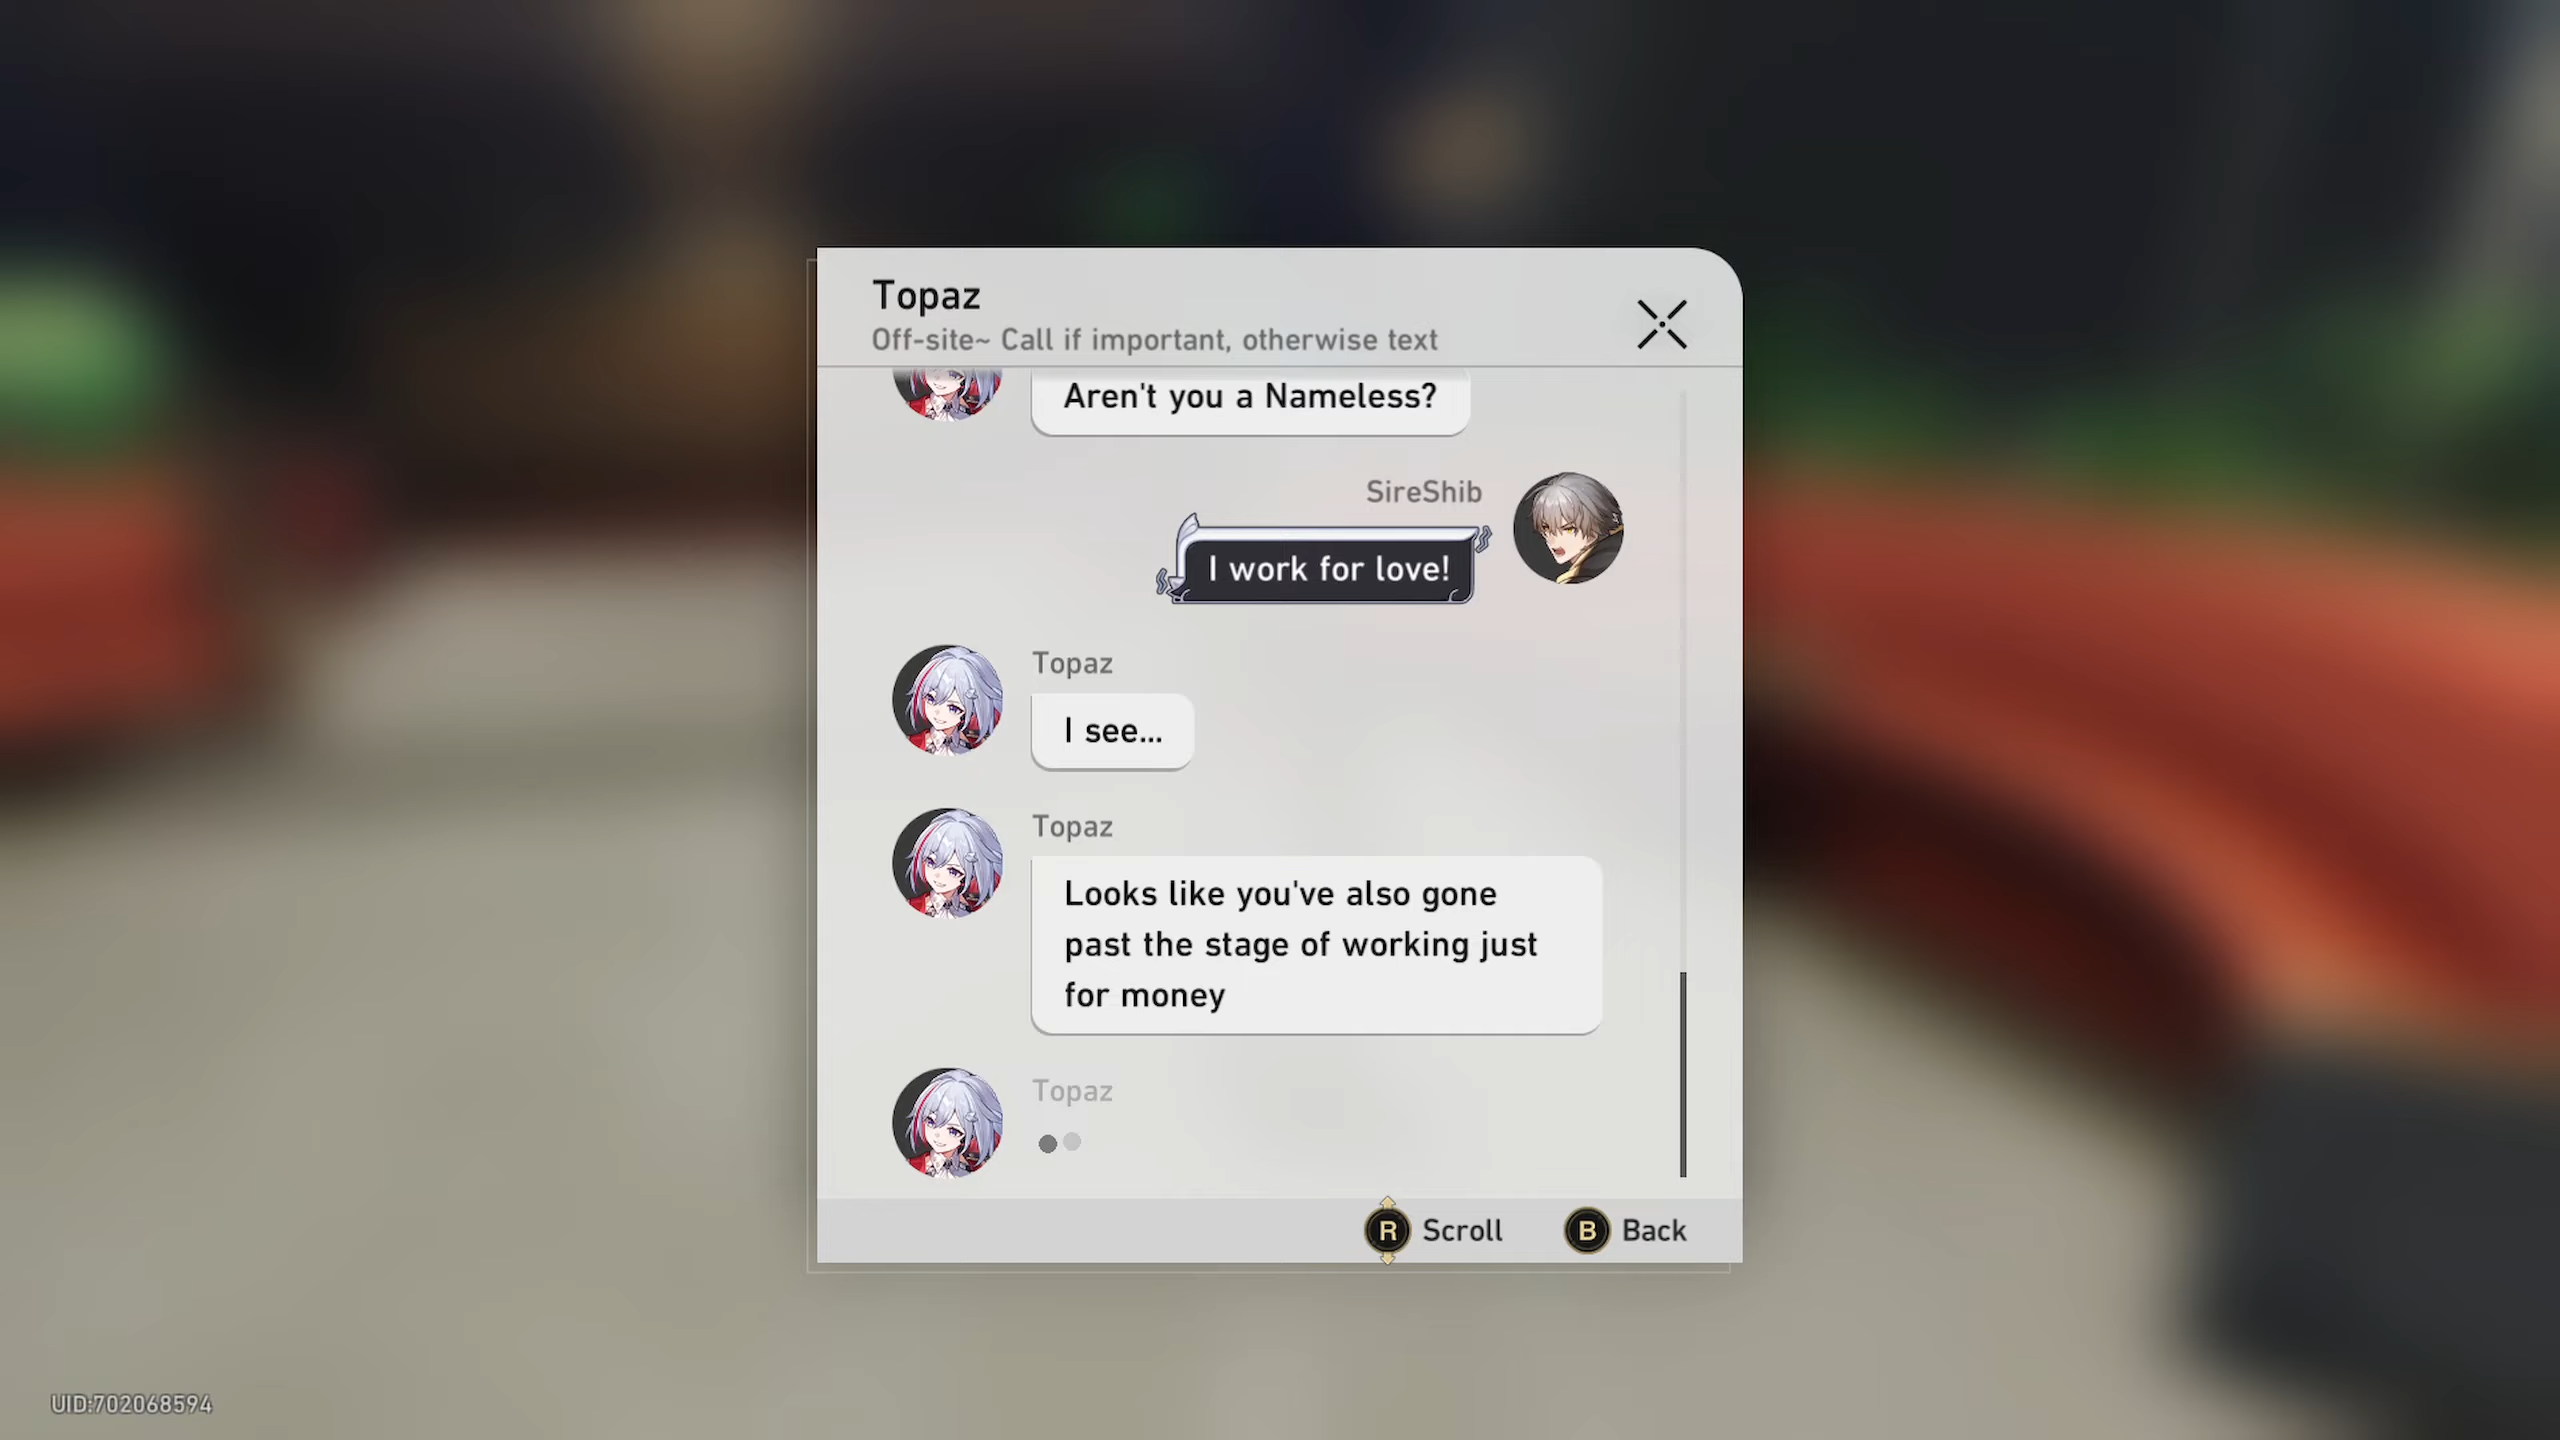 Topaz
Off-site~ Call if important, otherwise text
Aren't you a Nameless?
SireShib
I work for love!
Topaz
I see...
Topaz
Looks like you've also gone
past the stage of working just
for money
Topaz
R Scroll
B Back
UID:702068594